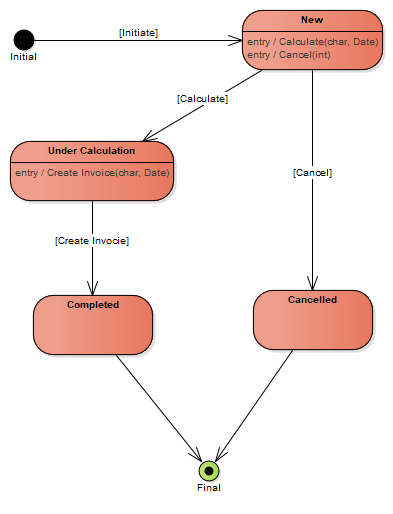 New
[Initiate]
entry / Calculate(char, Date)
entry / Cancel(int)
Initial
[Calculate]
Under Calculation
entry / Create Invoice(char, Date)
[Cancel]
[Create Invocie]
Completed
Cancelled
Final